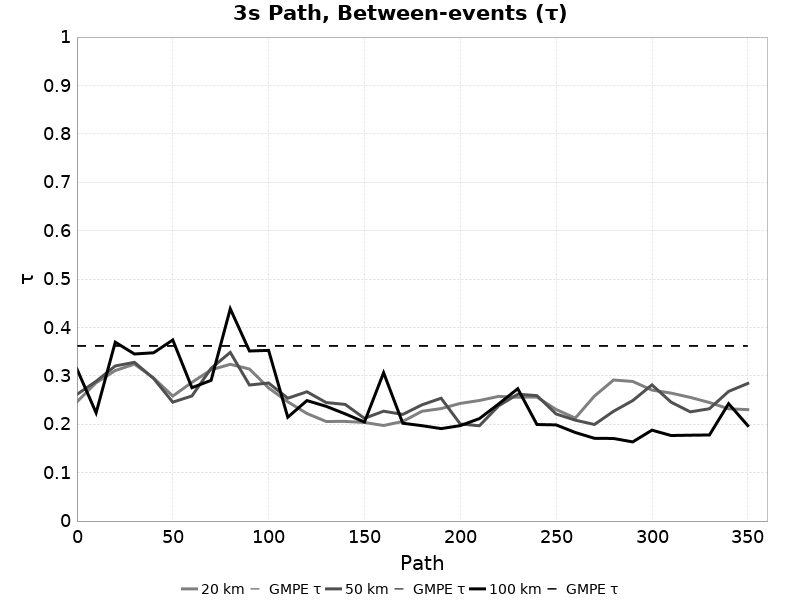 3s Path, Between-events (τ)
1
0.9
0.8
0.7
0.6
0.5
0.4
0.3
0.2
0.1
0
τ
0 50 100 150 200 250 300 350
Path
20 km GMPE τ 50 km GMPE τ 100 km GMPE τ